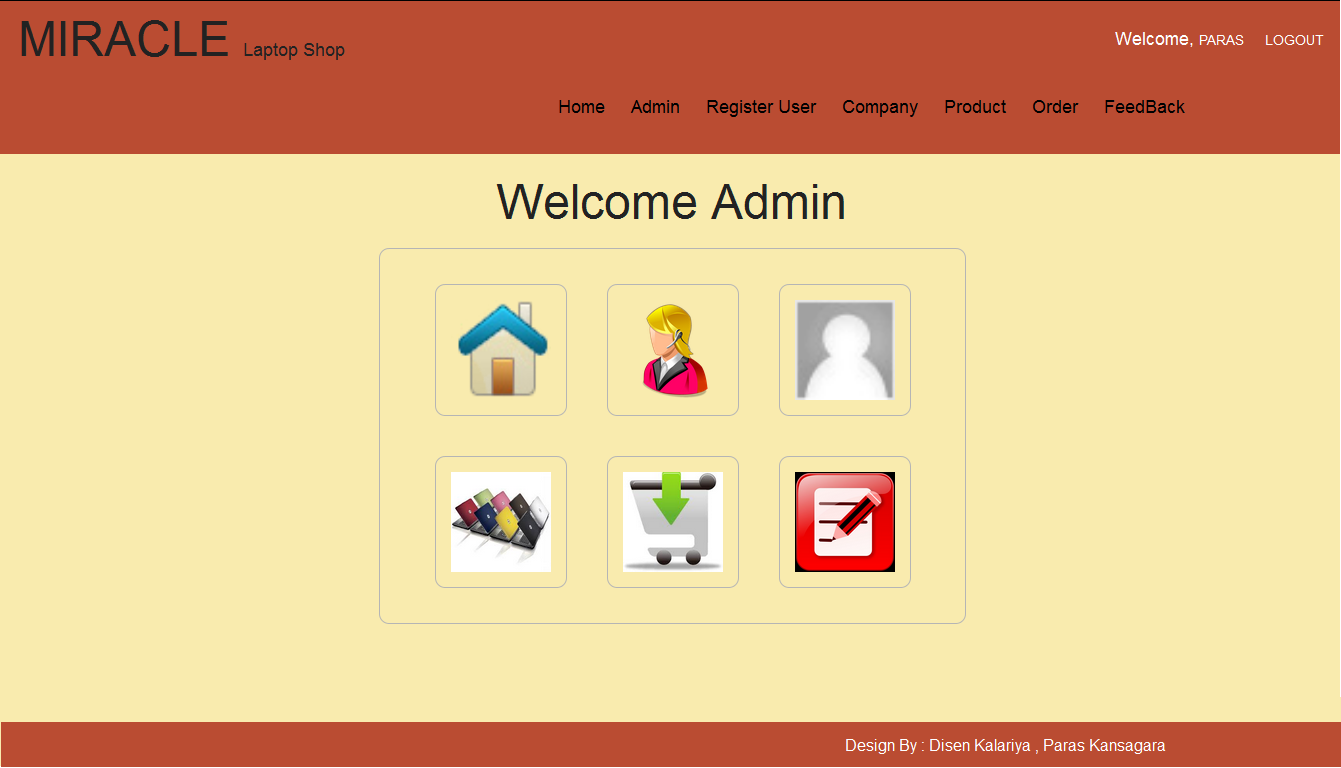 MIRACLE Laptop Shop
Welcome, PARAS LOGOUT
Home Admin Register User Company Product Order FeedBack
Welcome Admin
Design By : Disen Kalariya , Paras Kansagara